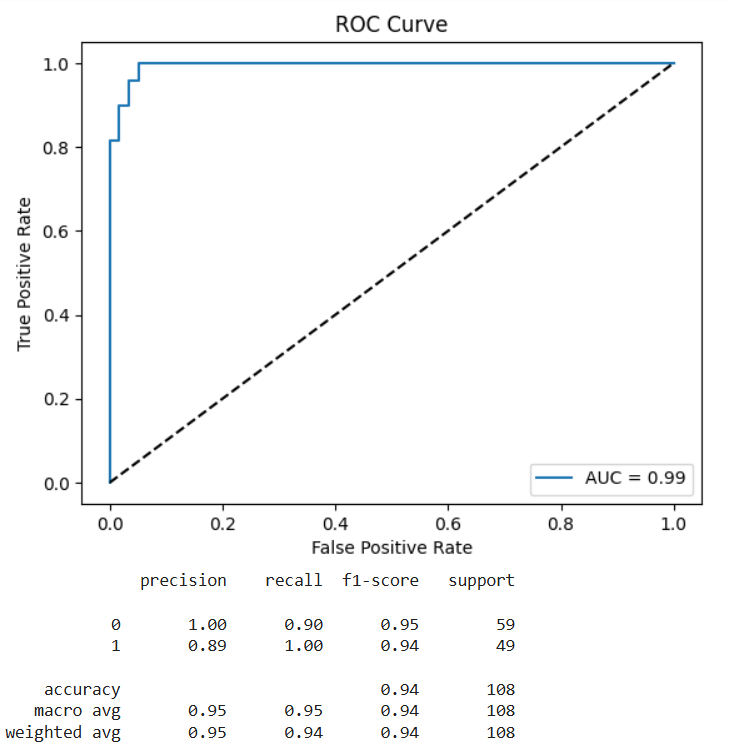 ROC Curve
1.0
0.8
0.6
0.4
0.2
0.0
True Positive Rate
AUC = 0.99
0.0 0.2 0.4 0.6 0.8 1.0
False Positive Rate
precision recall f1-score support
0 1.00 0.90 0.95 59
1 0.89 1.00 0.94 49
accuracy 0.94 108
macro avg 0.95 0.95 0.94 108
weighted avg 0.95 0.94 0.94 108